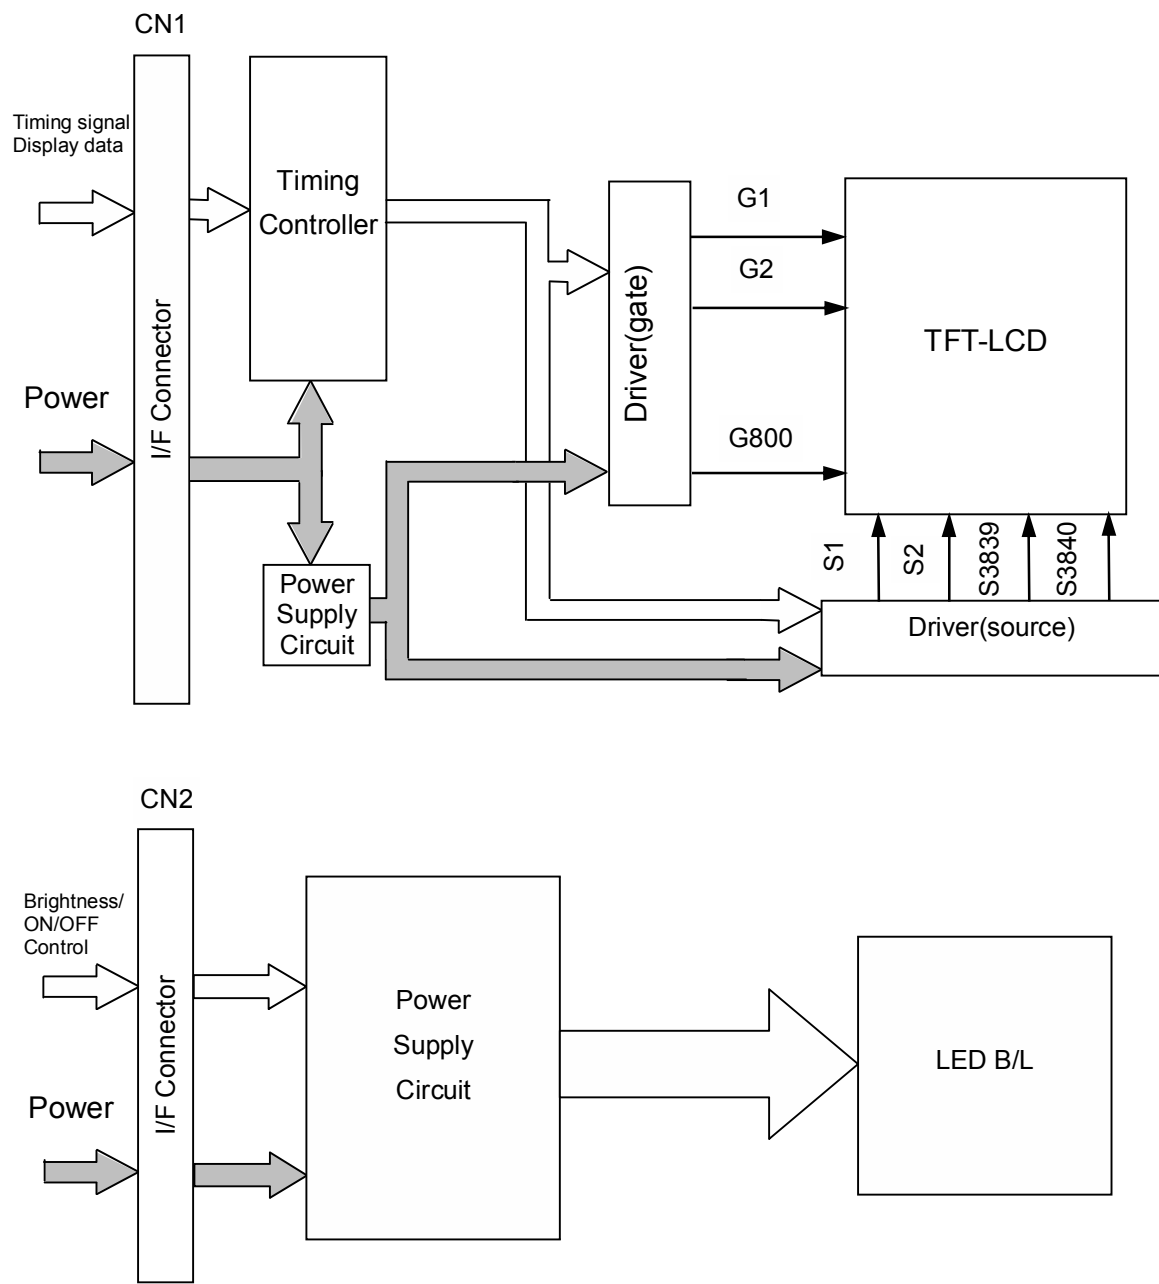 CN1
Timing signal
Display data
Timing
Controller
Power
I/F Connector
Power
Supply
Circuit
Driver(gate)
G1
G2
G800
TFT-LCD
S1
S2
S3839
S3840
Driver(source)
CN2
Brightness/
ON/OFF
Control
Power
I/F Connector
Power
Supply
Circuit
LED B/L